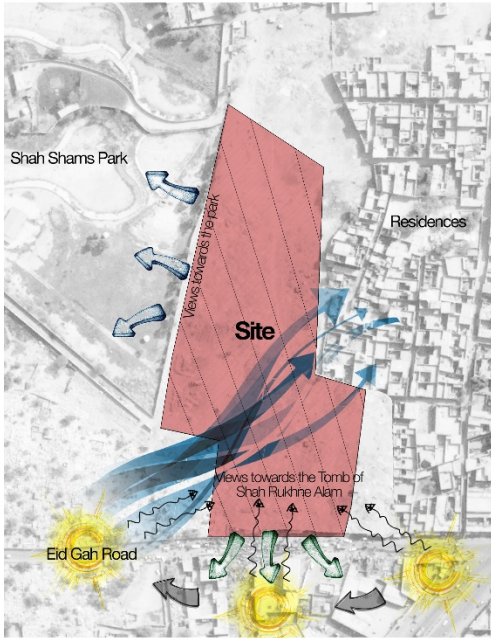 Shah Shams Park
Views towards the park
Residences
Site
Views towards the Tomb of
Shah Rukhne Alam
Eid Gah Road